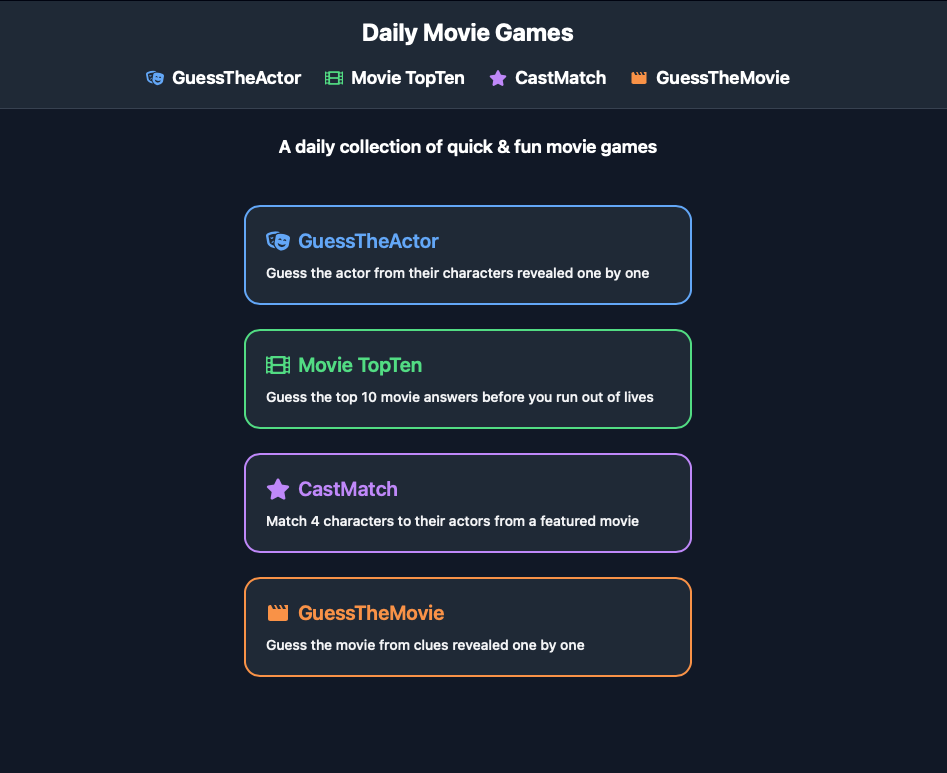 Daily Movie Games
GuessTheActor Movie TopTen CastMatch GuessTheMovie
A daily collection of quick & fun movie games
GuessTheActor
Guess the actor from their characters revealed one by one
Movie TopTen
Guess the top 10 movie answers before you run out of lives
CastMatch
Match 4 characters to their actors from a featured movie
GuessTheMovie
Guess the movie from clues revealed one by one